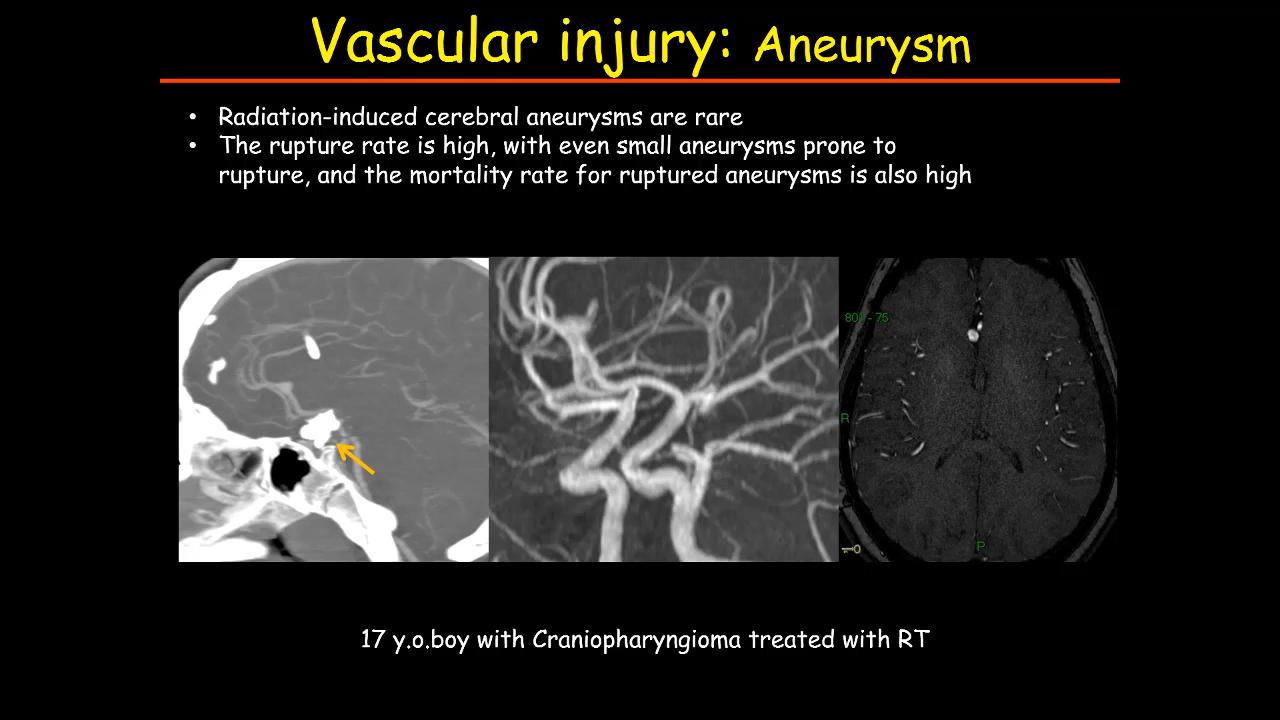 Vascular injury: Aneurysm
• Radiation-induced cerebral aneurysms are rare
• The rupture rate is high, with even small aneurysms prone to
rupture, and the mortality rate for ruptured aneurysms is also high
801 - 75
R
P
17 y.o.boy with Craniopharyngioma treated with RT